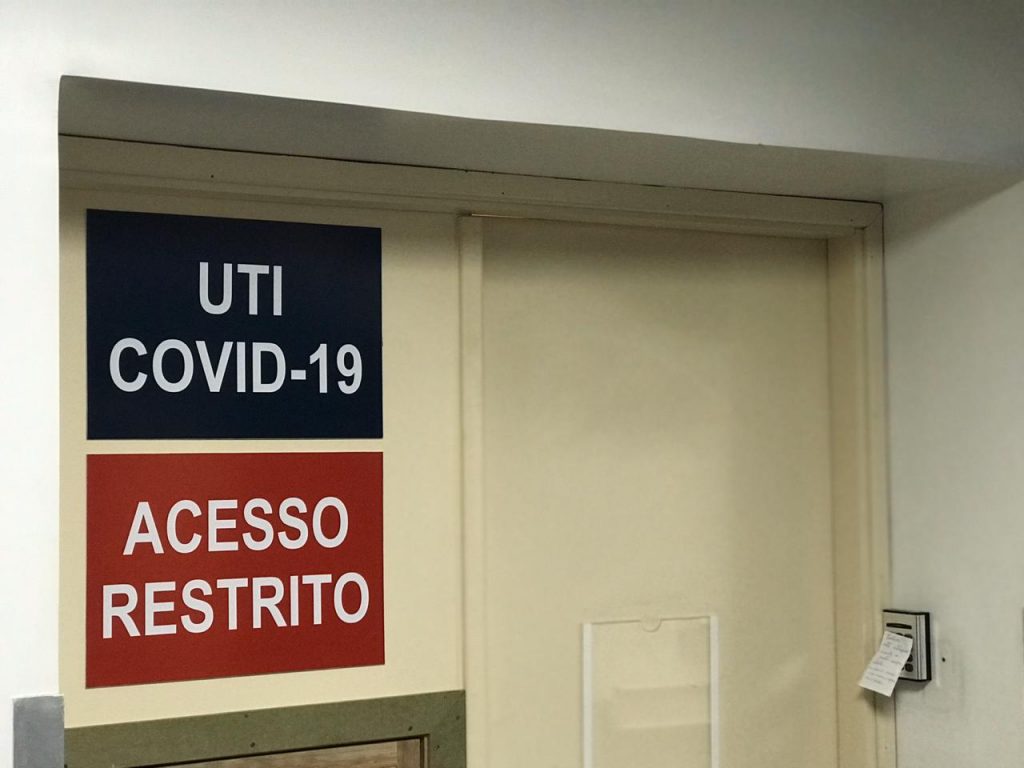 UTI
COVID-19
ACESSO
RESTRITO